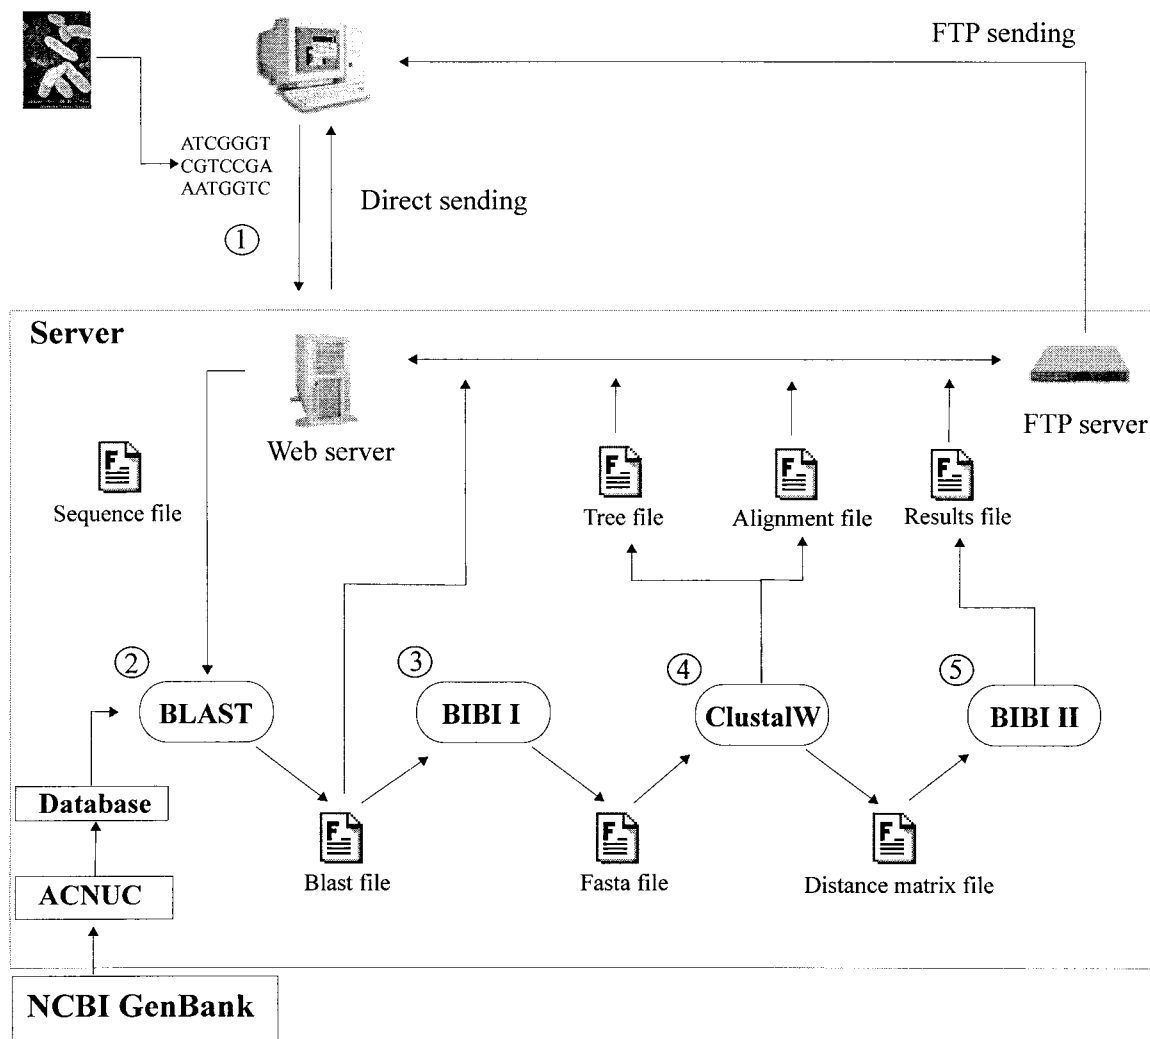 FTP sending
ATCGGGT
CGTCCGA
AATGGTC
Direct sending
1
Server
Web server
FTP server
Sequence file
Tree file
Alignment file
Results file
2
3
4
5
BLAST
BIBI I
ClustalW
BIBI II
Database
Blast file
Fasta file
Distance matrix file
ACNUC
NCBI GenBank